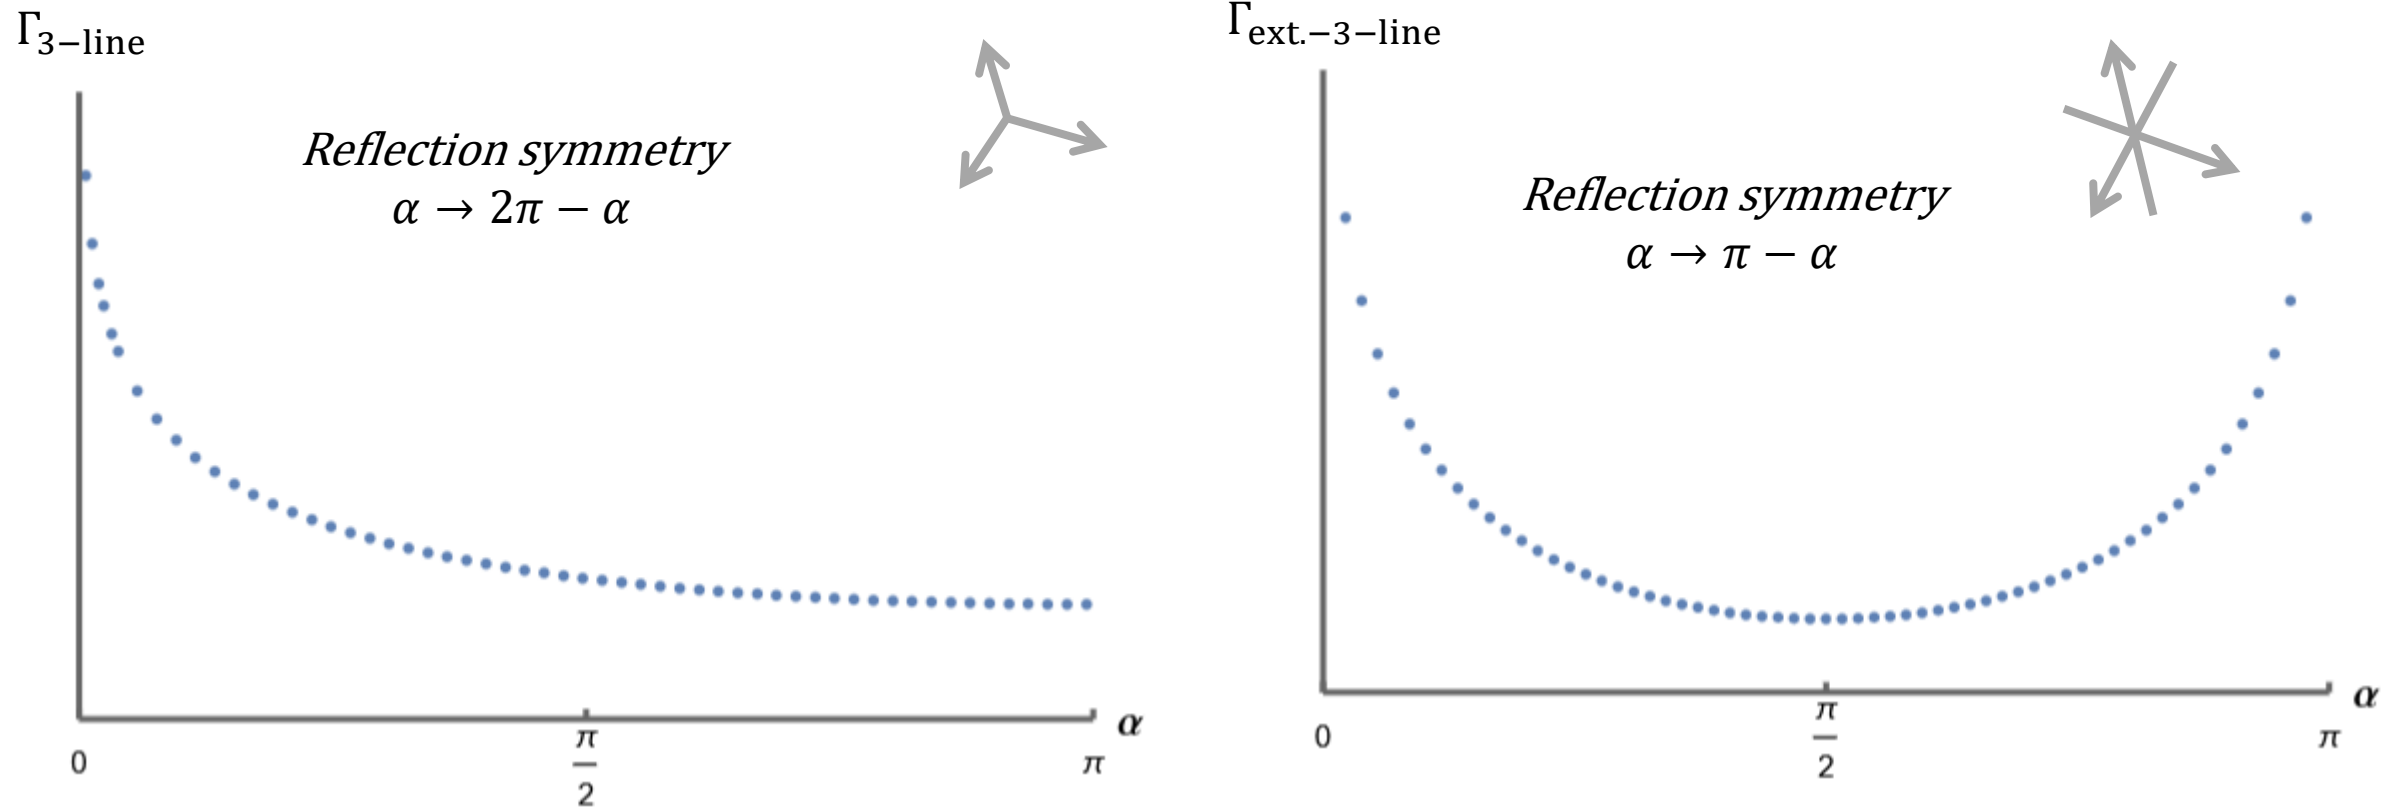 Γ3−line
Reflection symmetry
α → 2π − α
0
π
2
π
α
Γext.−3−line
Reflection symmetry
α → π − α
0
π
2
π
α